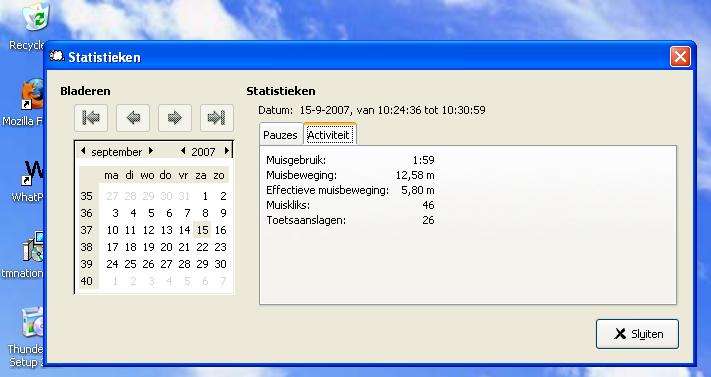 Recycle
Statistieken
Mozilla F
WhatP
tmnation
Thunde
Setup 2
Bladeren
september
2007
ma di wo do vr za zo
35 27 28 29 30 31 1 2
36 3 4 5 6 7 8 9
37 10 11 12 13 14 15 16
38 17 18 19 20 21 22 23
39 24 25 26 27 28 29 30
40 1 2 3 4 5 6 7
Statistieken
Datum: 15-9-2007, van 10:24:36 tot 10:30:59
Pauzes Activiteit
Muisgebruik: 1:59
Muisbeweging: 12,58 m
Effectieve muisbeweging: 5,80 m
Muiskliks: 46
Toetsaanslagen: 26
Sluiten